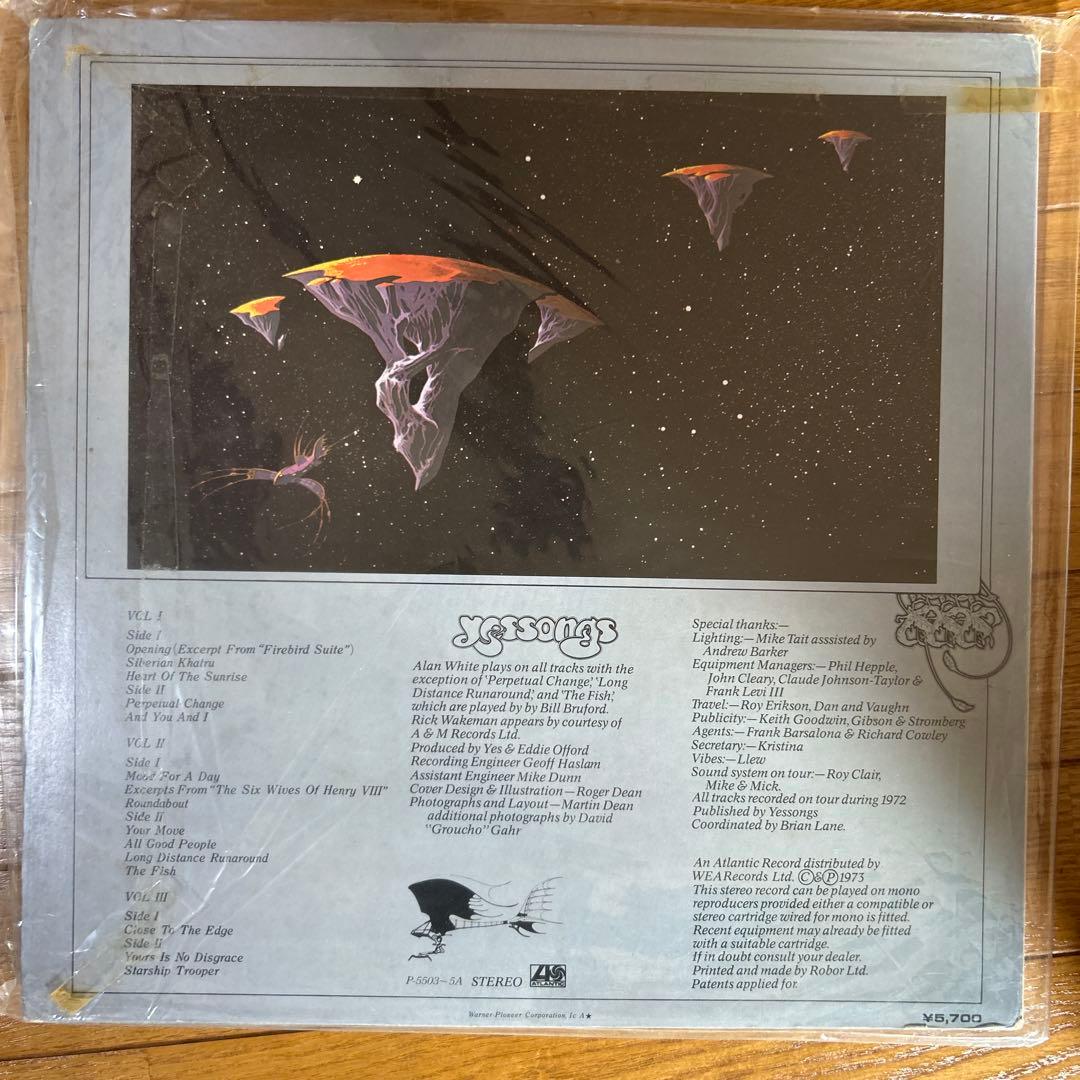 VOL I
Side I
Opening (Excerpt From "Firebird Suite")
Siberian Khatru
Heart Of The Sunrise
Side II
Perpetual Change
And You And I
VOL II
Side I
Mood For A Day
Excerpts From "The Six Wives Of Henry VIII"
Roundabout
Side II
Your Move
All Good People
Long Distance Runaround
The Fish
VOL III
Side I
Close To The Edge
Side II
Yours Is No Disgrace
Starship Trooper
yessongs
Alan White plays on all tracks with the
exception of 'Perpetual Change,' 'Long
Distance Runaround,' and 'The Fish,'
which are played by by Bill Bruford.
Rick Wakeman appears by courtesy of
A & M Records Ltd.
Produced by Yes & Eddie Offord
Recording Engineer Geoff Haslam
Assistant Engineer Mike Dunn
Cover Design & Illustration — Roger Dean
Photographs and Layout — Martin Dean
additional photographs by David
"Groucho" Gahr
P-5503~5A STEREO ATLANTIC
Warner-Pioneer Corporation, Ic A★
Special thanks:—
Lighting:— Mike Tait asssisted by
Andrew Barker
Equipment Managers:— Phil Hepple,
John Cleary, Claude Johnson-Taylor &
Frank Levi III
Travel:— Roy Erikson, Dan and Vaughn
Publicity:— Keith Goodwin, Gibson & Stromberg
Agents:— Frank Barsalona & Richard Cowley
Secretary:— Kristina
Vibes:— Llew
Sound system on tour:— Roy Clair,
Mike & Mick.
All tracks recorded on tour during 1972
Published by Yessongs
Coordinated by Brian Lane.
An Atlantic Record distributed by
WEA Records Ltd. Ⓒ&Ⓟ 1973
This stereo record can be played on mono
reproducers provided either a compatible or
stereo cartridge wired for mono is fitted.
Recent equipment may already be fitted
with a suitable cartridge.
If in doubt consult your dealer.
Printed and made by Robor Ltd.
Patents applied for.
¥5,700